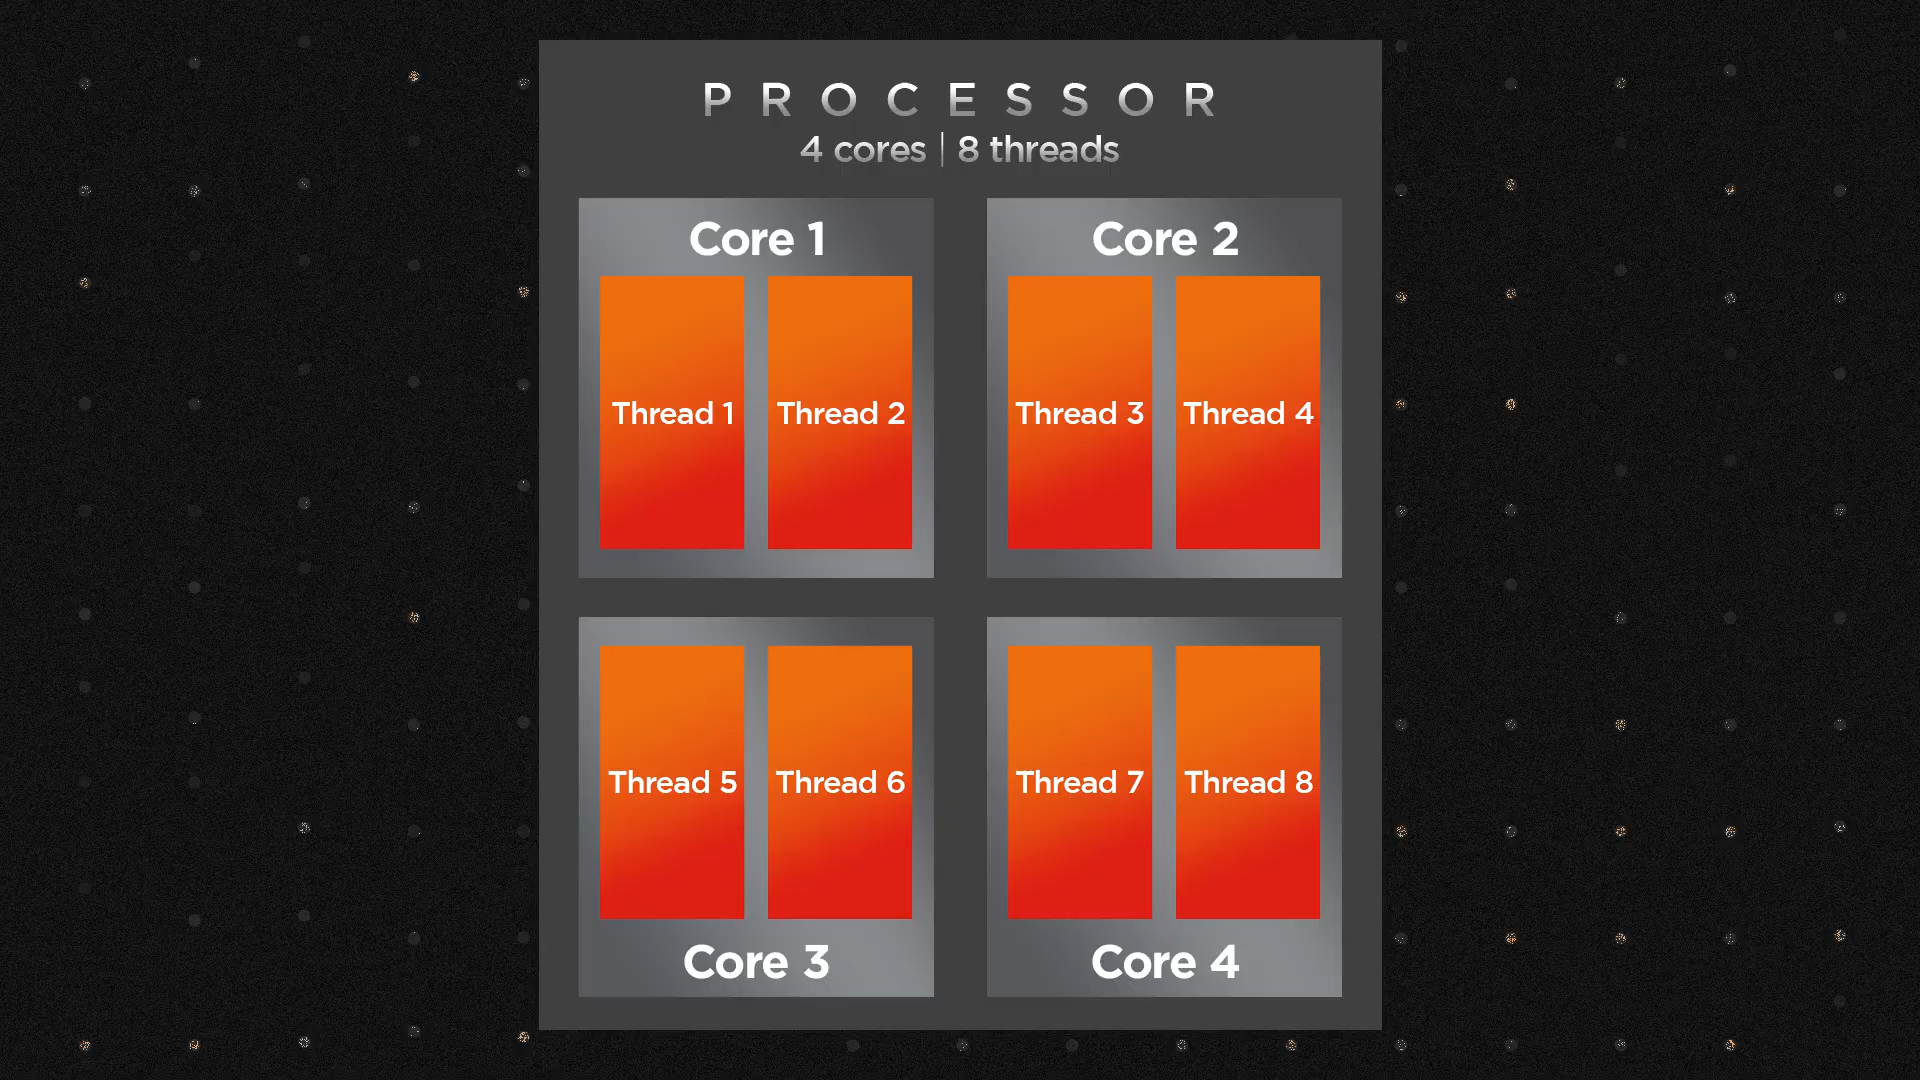 PROCESSOR
4 cores | 8 threads
Core 1
Thread 1
Thread 2
Core 2
Thread 3
Thread 4
Thread 5
Thread 6
Core 3
Thread 7
Thread 8
Core 4